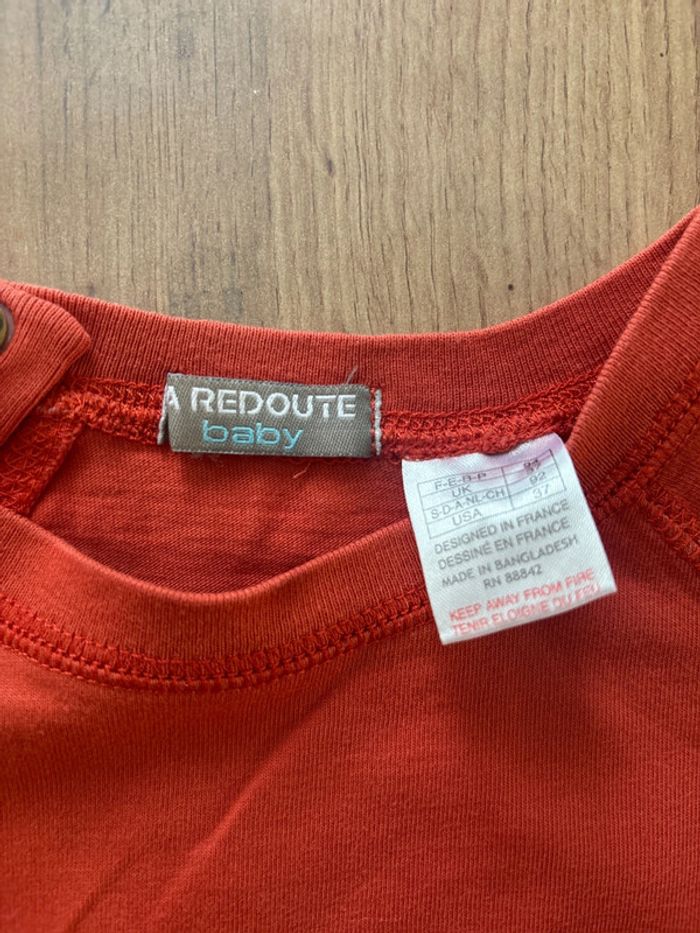 A REDOUTE
baby
F-E-B-P
UK
S-D-A-NL-CH
USA
92
37
DESIGNED IN FRANCE
DESSINÉ EN FRANCE
MADE IN BANGLADESH
RN 88842
KEEP AWAY FROM FIRE
TENIR ELOIGNE DU FEU